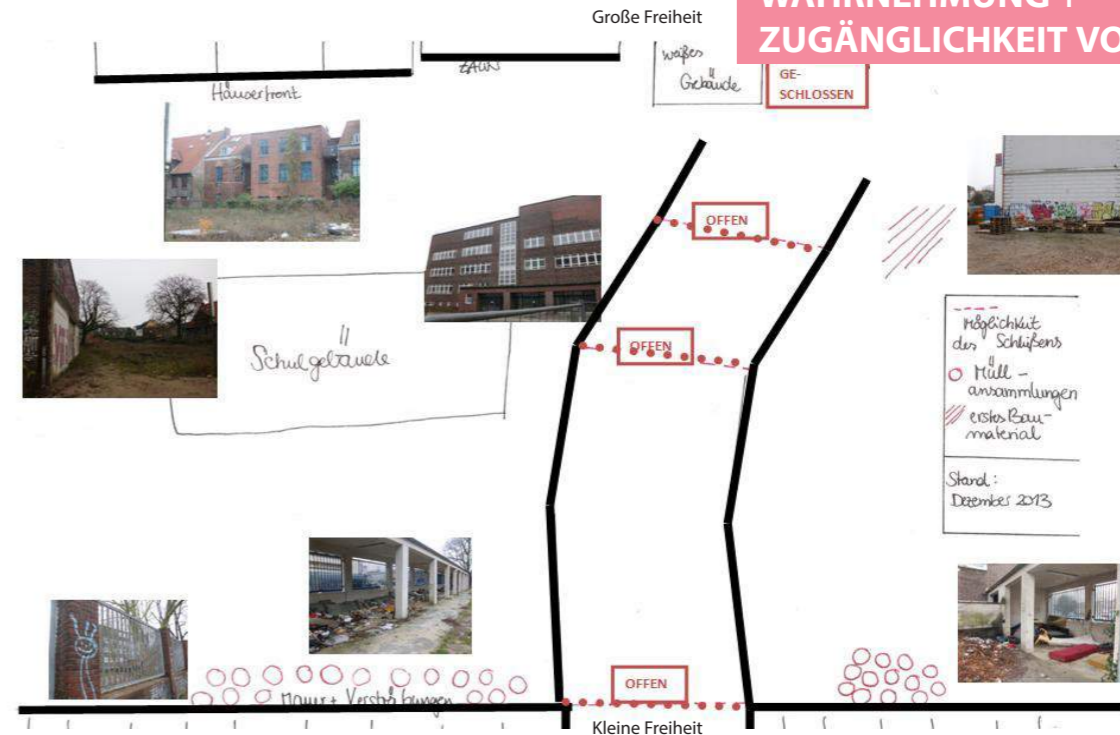 Große Freiheit
WAHRNEHMUNG +
ZUGÄNGLICHKEIT VO
ZAUN
weißes
Gebäude
GE-
SCHLOSSEN
Häuserfront
OFFEN
OFFEN
Schulgebäude
Möglichkeit
des Schließens
Müll-
ansammlungen
erstes Bau-
material
Stand:
Dezember 2013
OFFEN
Mauer + Verstrebungen
Kleine Freiheit